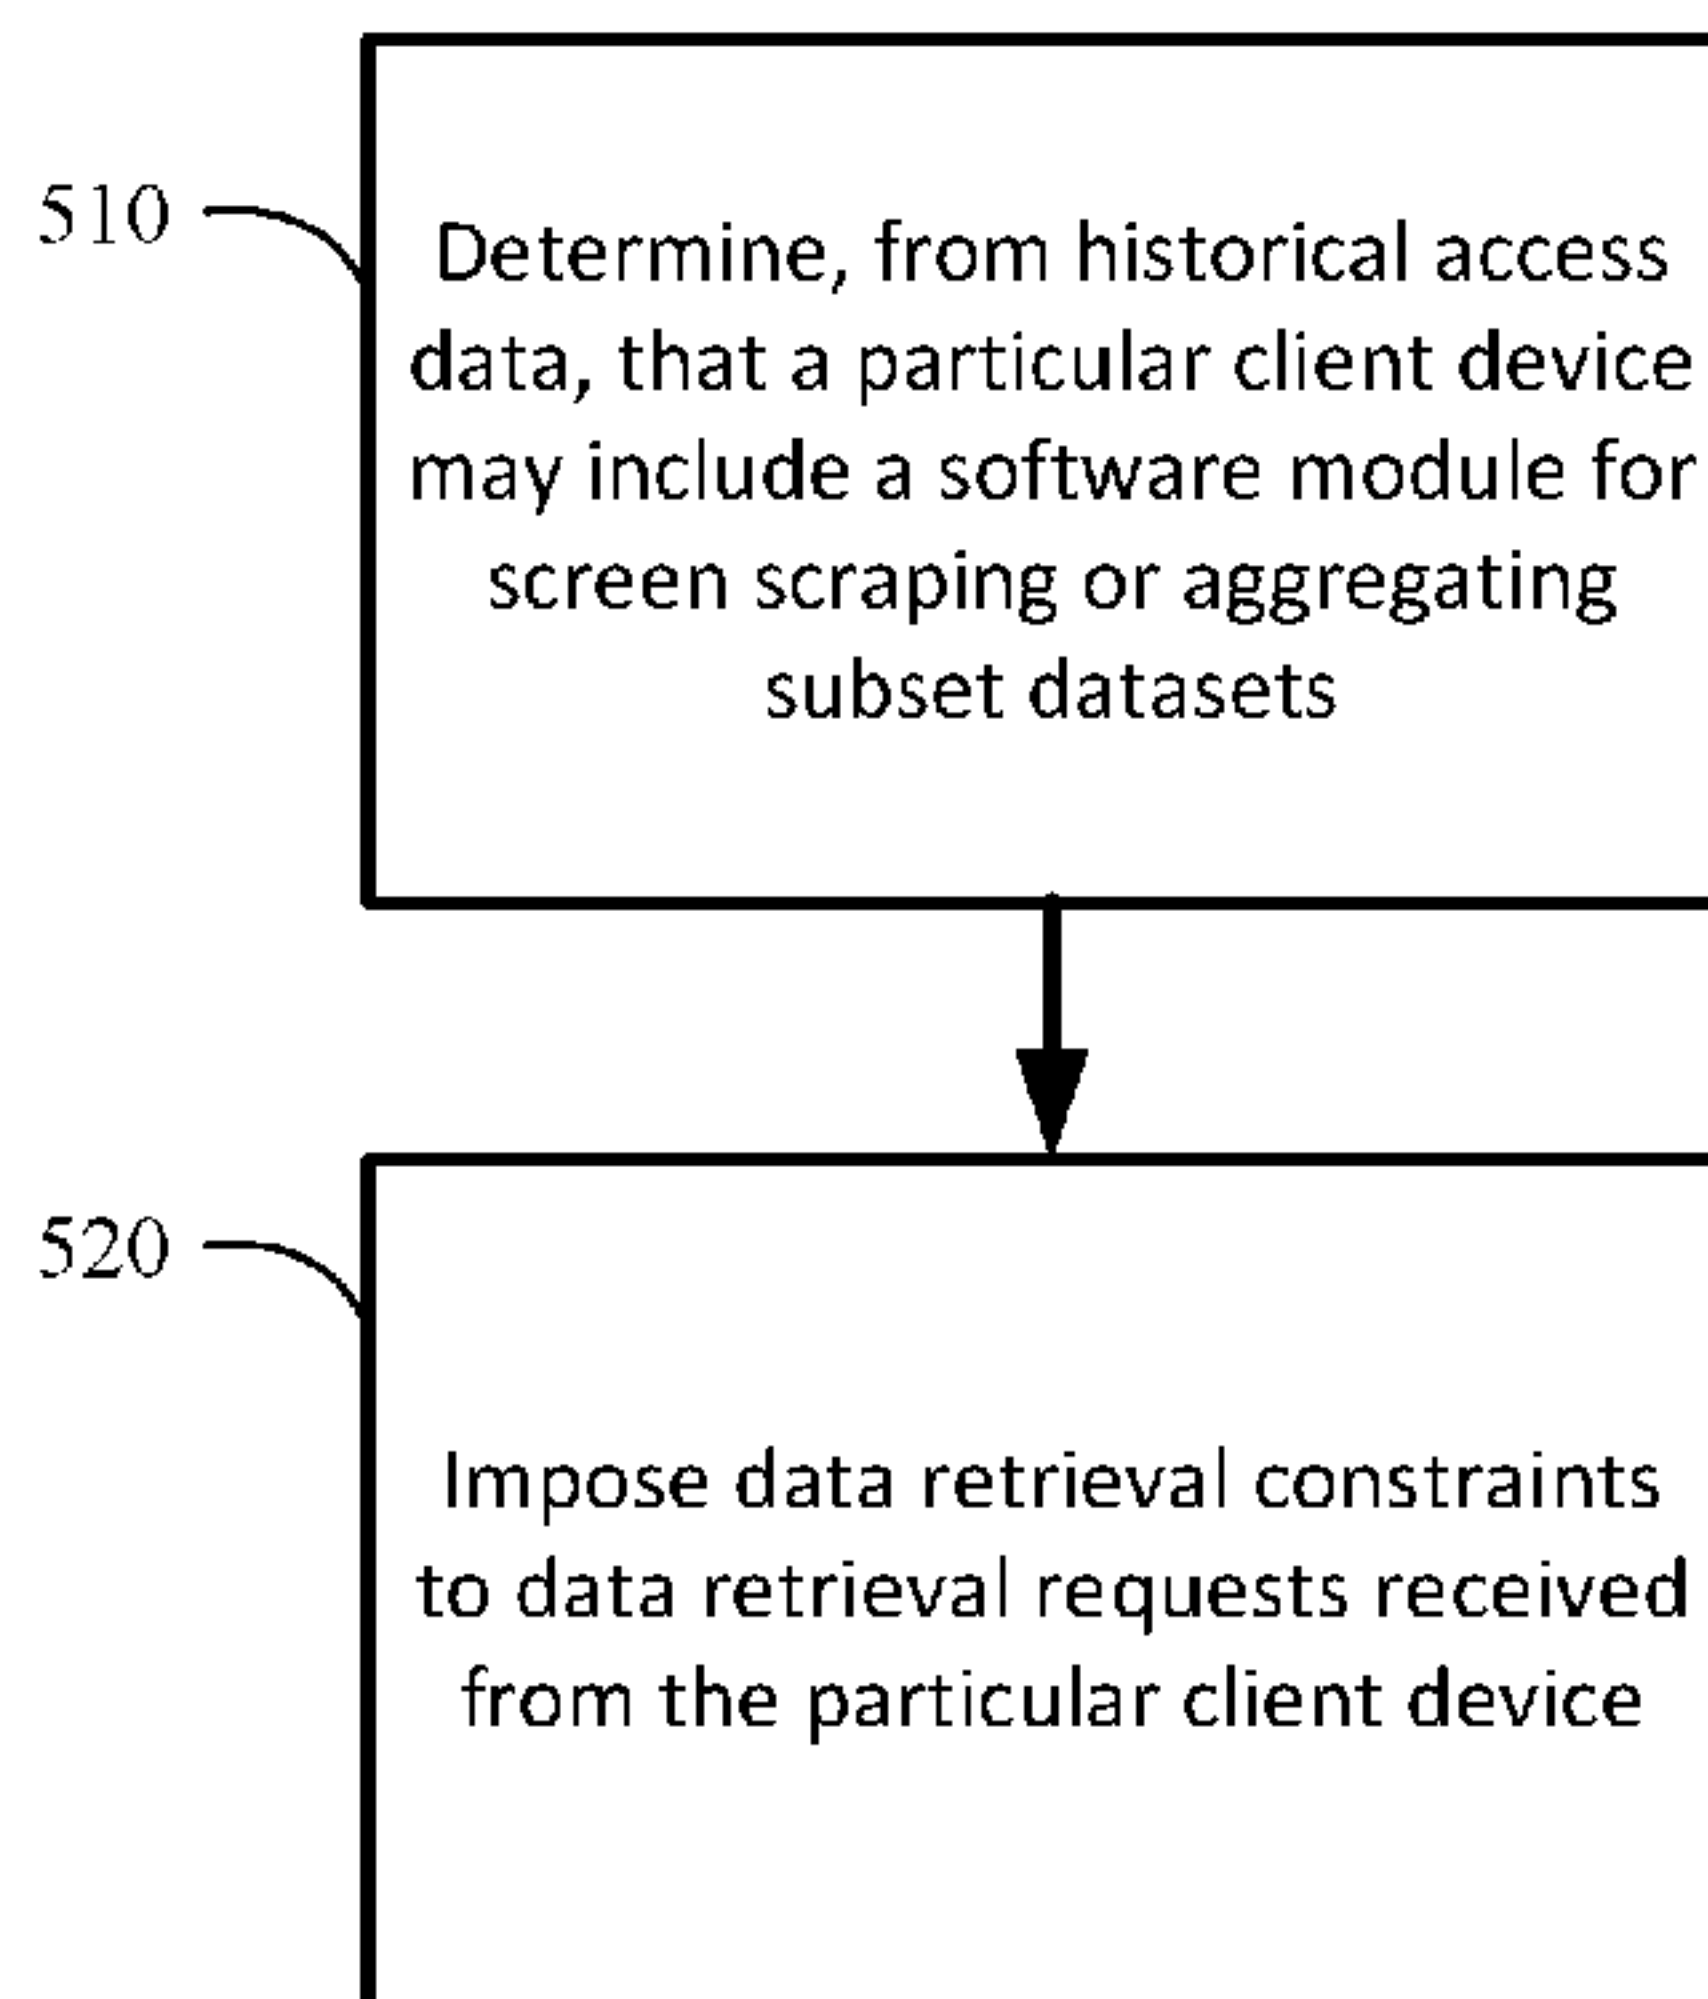 510
Determine, from historical access
data, that a particular client device
may include a software module for
screen scraping or aggregating
subset datasets
520
Impose data retrieval constraints
to data retrieval requests received
from the particular client device